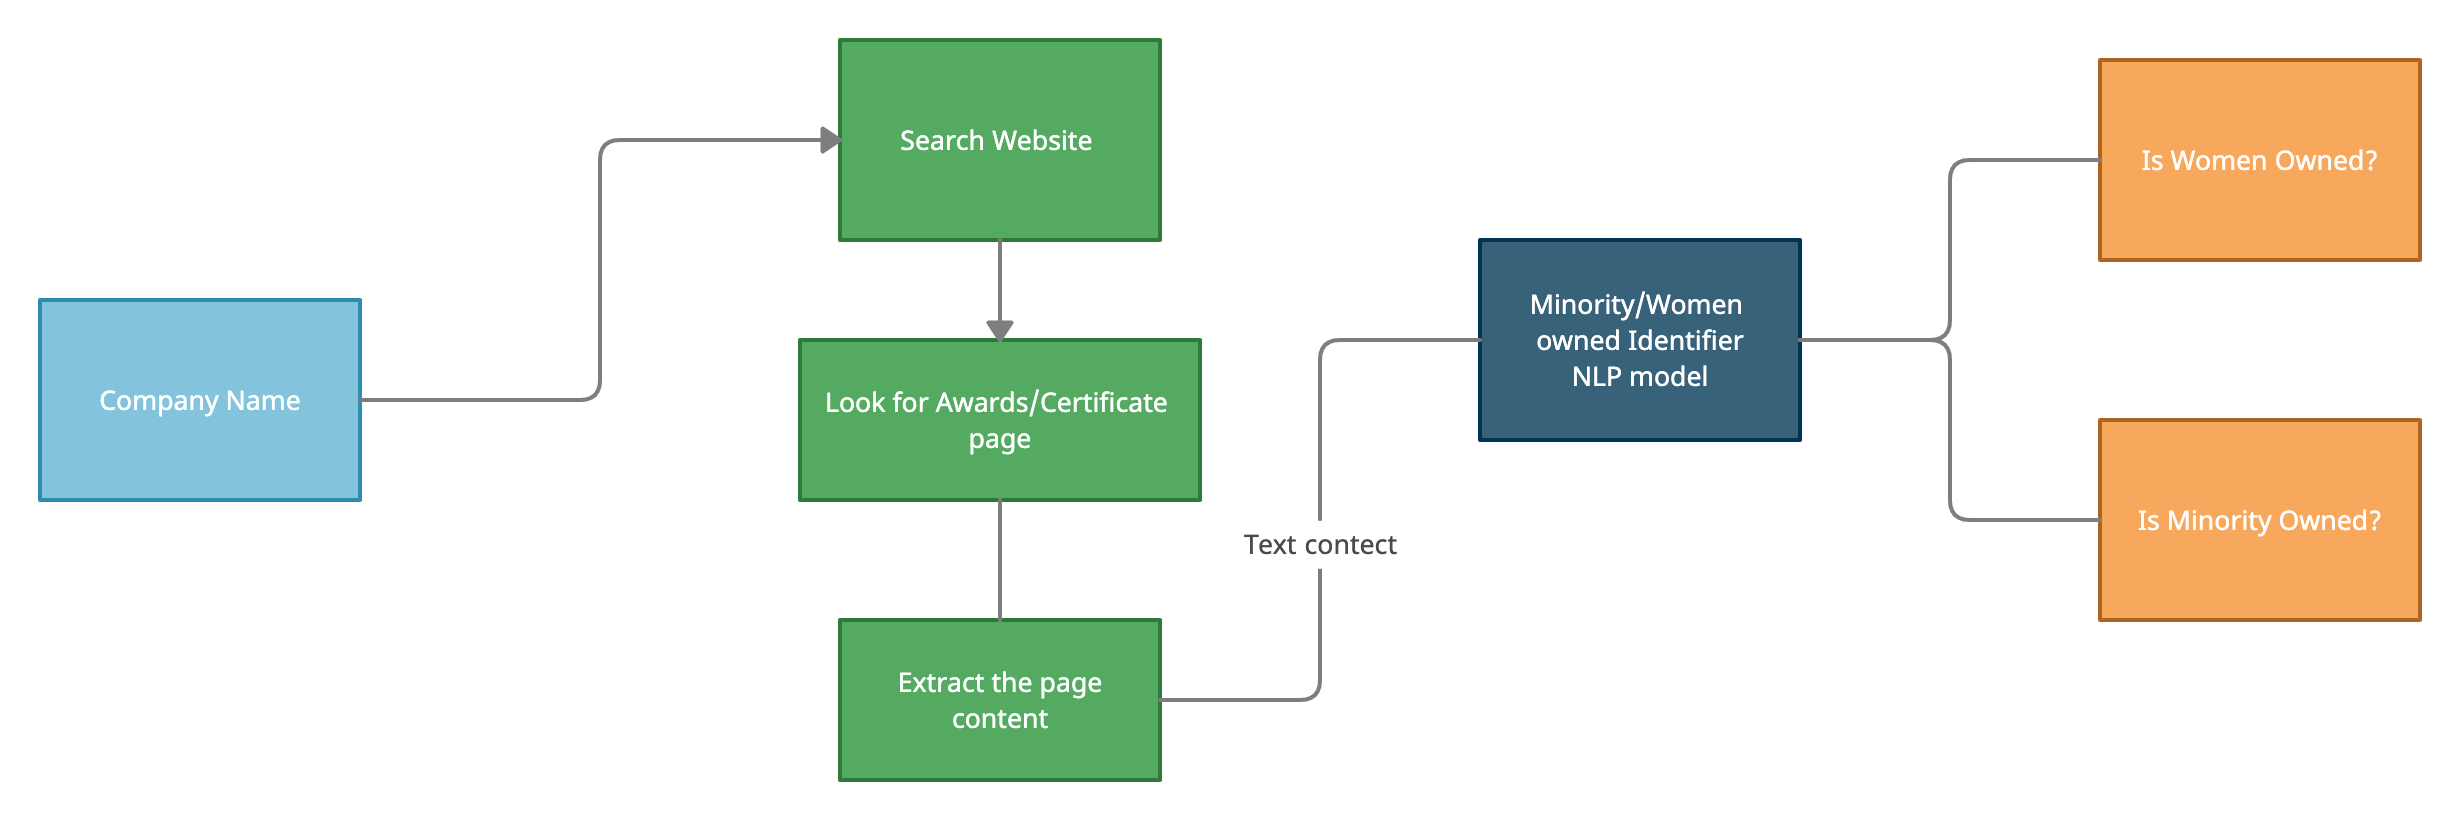 Company Name
Search Website
Look for Awards/Certificate
page
Extract the page
content
Text contect
Minority/Women
owned Identifier
NLP model
Is Women Owned?
Is Minority Owned?